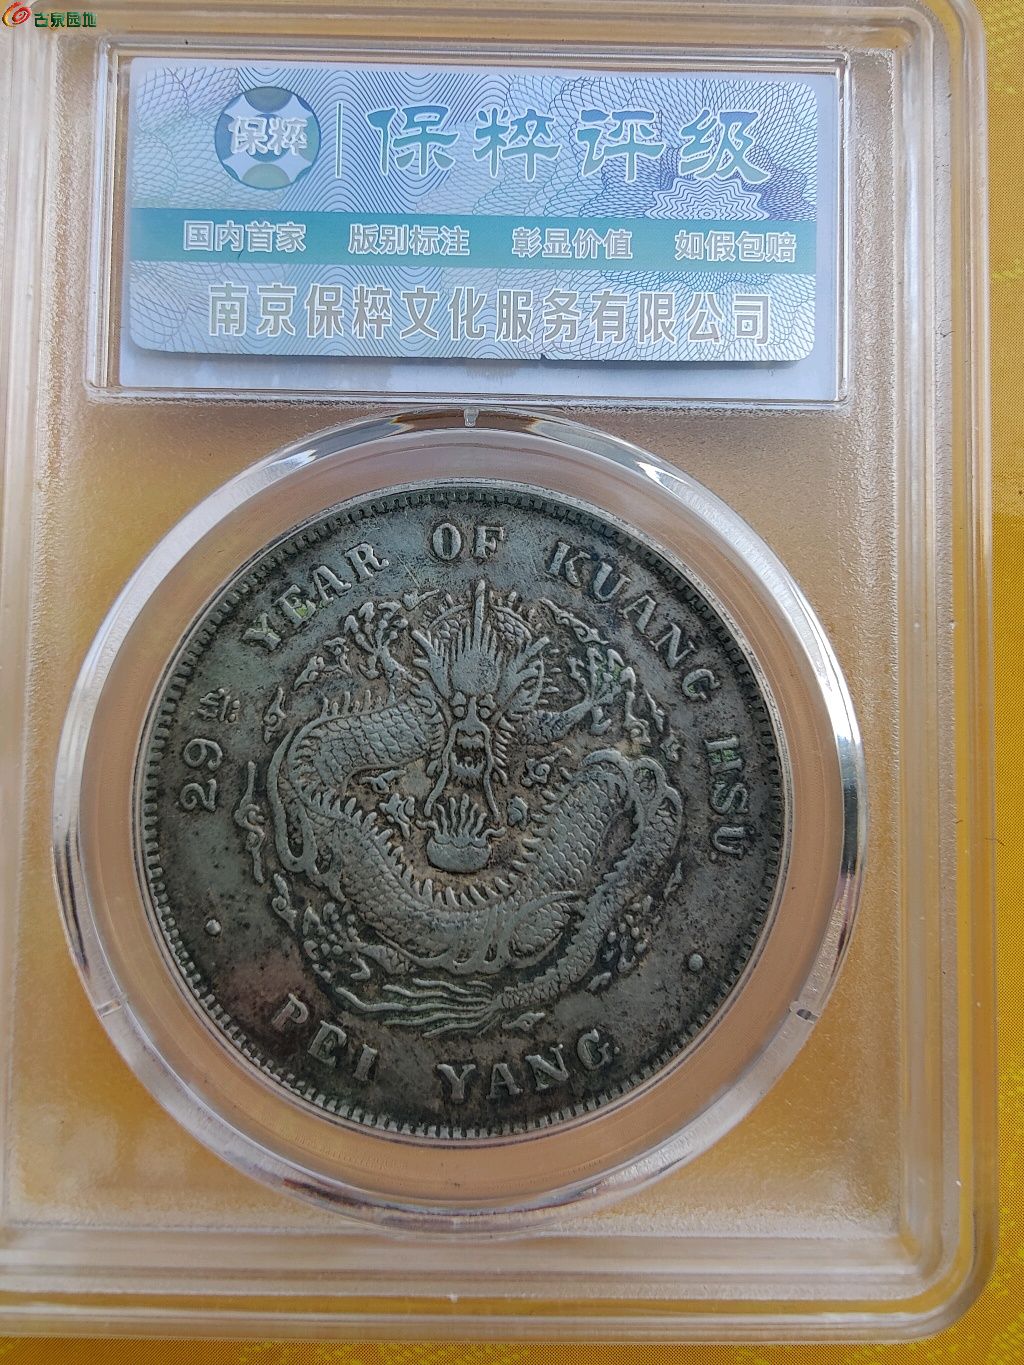 古泉园地
保粹 保粹评级
国内首家 版别标注 彰显价值 如假包赔
南京保粹文化服务有限公司
29TH YEAR OF KUANG HSÜ
PEI YANG